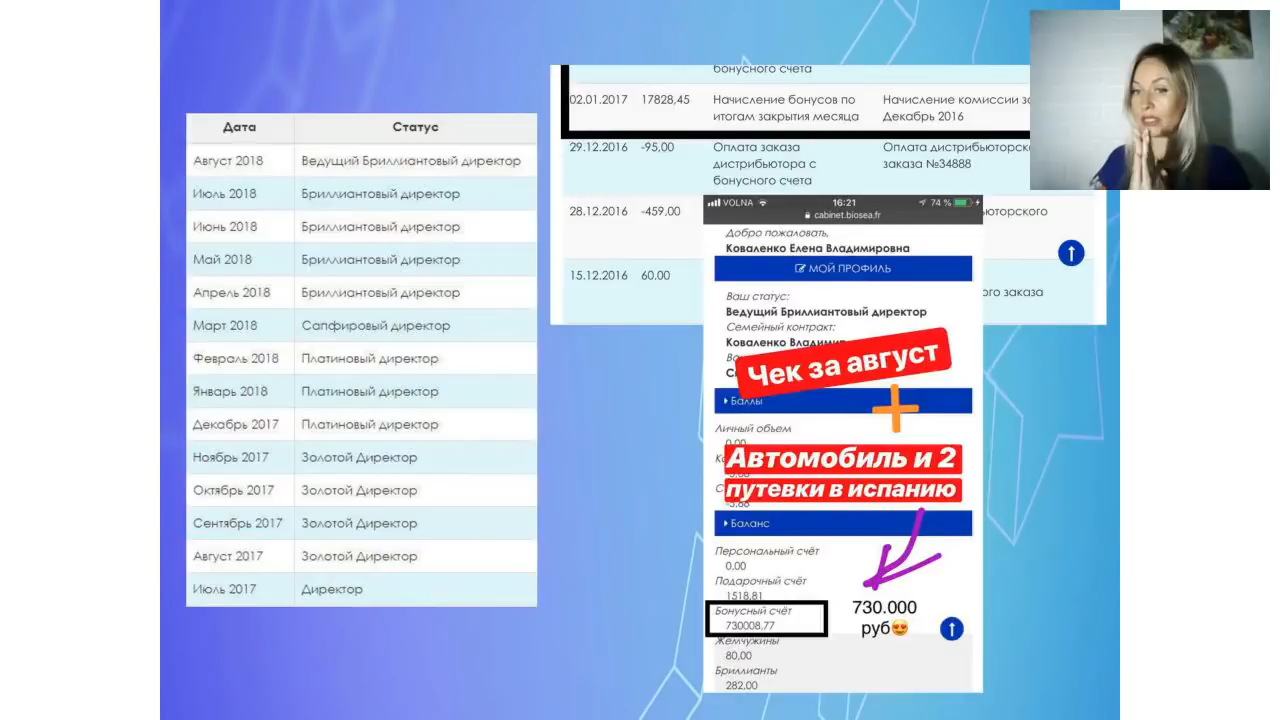 Дата Статус
Август 2018 Ведущий Бриллиантовый директор
Июль 2018 Бриллиантовый директор
Июнь 2018 Бриллиантовый директор
Май 2018 Бриллиантовый директор
Апрель 2018 Бриллиантовый директор
Март 2018 Сапфировый директор
Февраль 2018 Платиновый директор
Январь 2018 Платиновый директор
Декабрь 2017 Платиновый директор
Ноябрь 2017 Золотой Директор
Октябрь 2017 Золотой Директор
Сентябрь 2017 Золотой Директор
Август 2017 Золотой Директор
Июль 2017 Директор
бонусного счета
02.01.2017 17828,45 Начисление бонусов по Начисление комиссии
итогам закрытия месяца Декабрь 2016
29.12.2016 -95,00 Оплата заказа Оплата
дистрибьютора с заказа №34888
бонусного счета
28.12.2016 -459,00
15.12.2016 60.00
заказа
VOLNA 16:21 74 %
cabinet.biosea.fr
Добро пожаловать,
Коваленко Елена Владимировна
МОЙ ПРОФИЛЬ
Ваш статус:
Ведущий Бриллиантовый директор
Семейный контракт:
Коваленко
Чек за август
Баллы
Личный объем
0,00
Автомобиль и 2
путевки в испанию
Баланс
Персональный счёт
0.00
Подарочный счёт
1518,81
Бонусный счёт
730008,77
730.000
руб
Жемчужины
80,00
Бриллианты
282,00